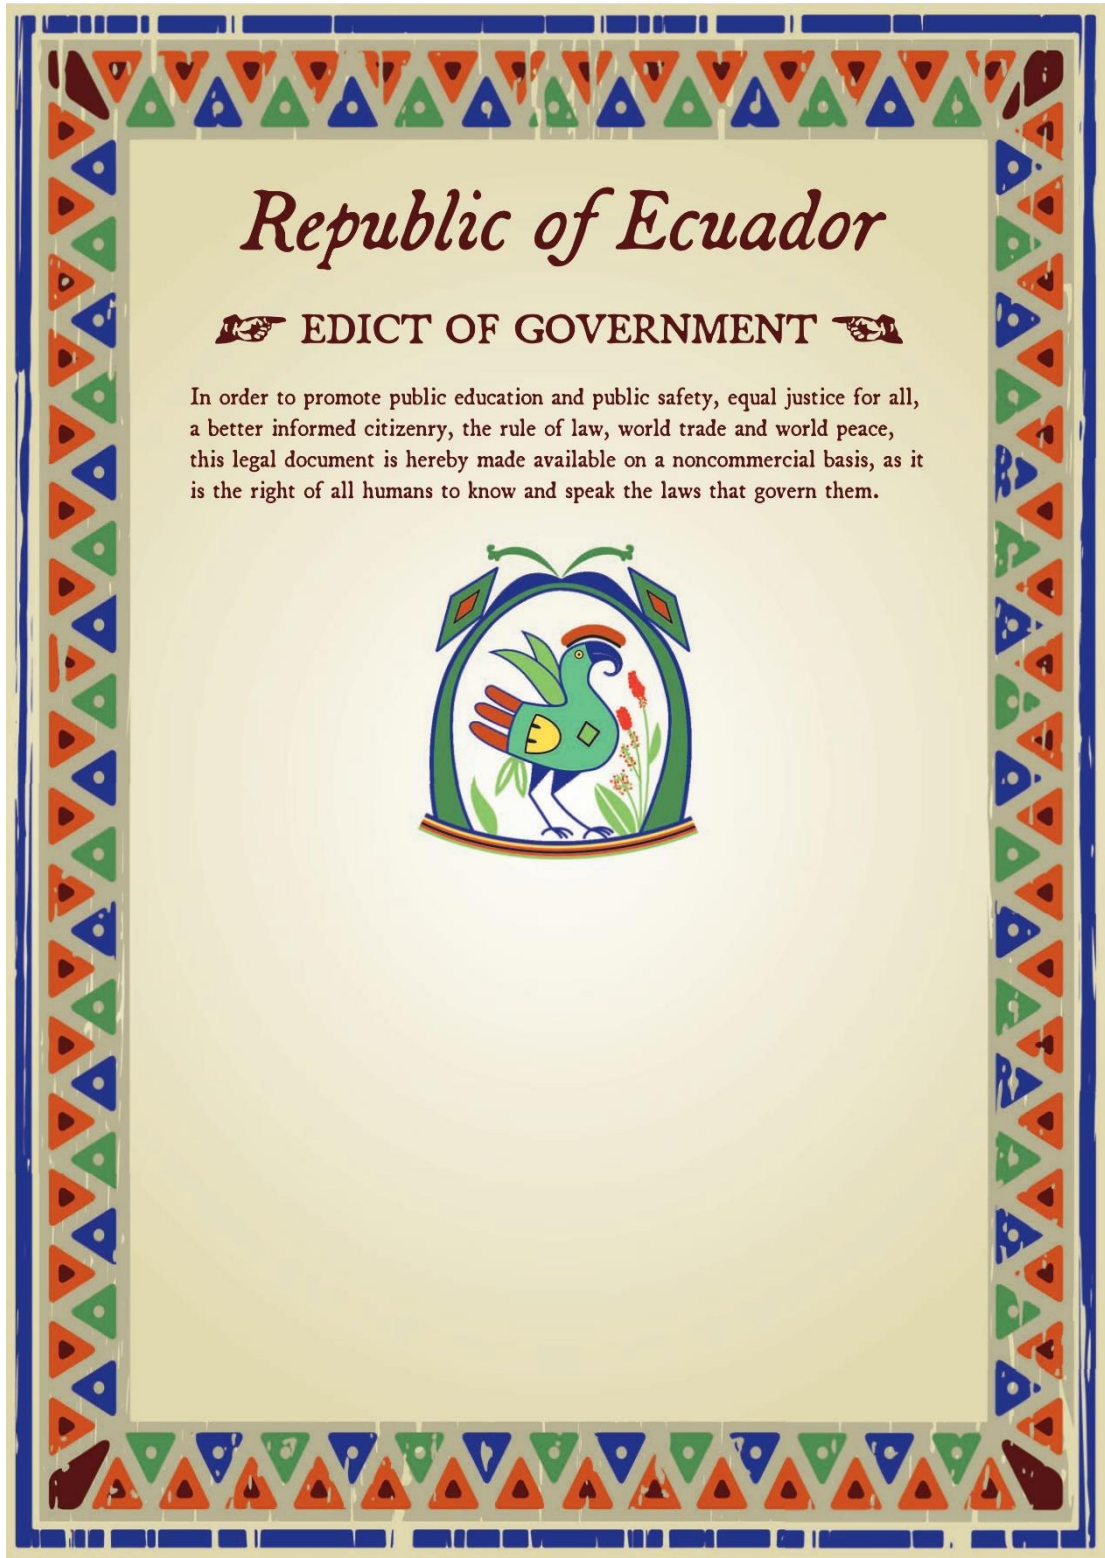 Republic of Ecuador
EDICT OF GOVERNMENT
In order to promote public education and public safety, equal justice for all,
a better informed citizenry, the rule of law, world trade and world peace,
this legal document is hereby made available on a noncommercial basis, as it
is the right of all humans to know and speak the laws that govern them.